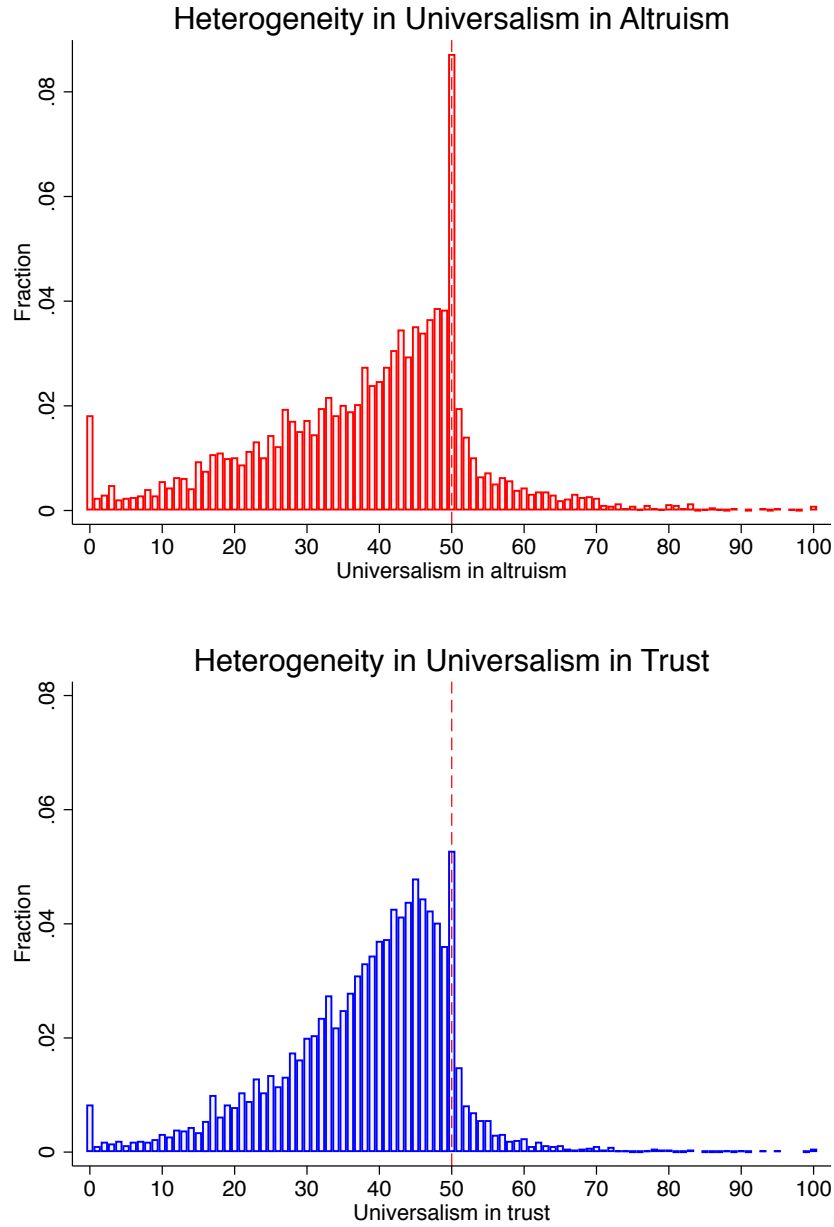 Heterogeneity in Universalism in Altruism
.08
.06
.04
.02
0
Fraction
0 10 20 30 40 50 60 70 80 90 100
Universalism in altruism
Heterogeneity in Universalism in Trust
.08
.06
.04
.02
0
Fraction
0 10 20 30 40 50 60 70 80 90 100
Universalism in trust